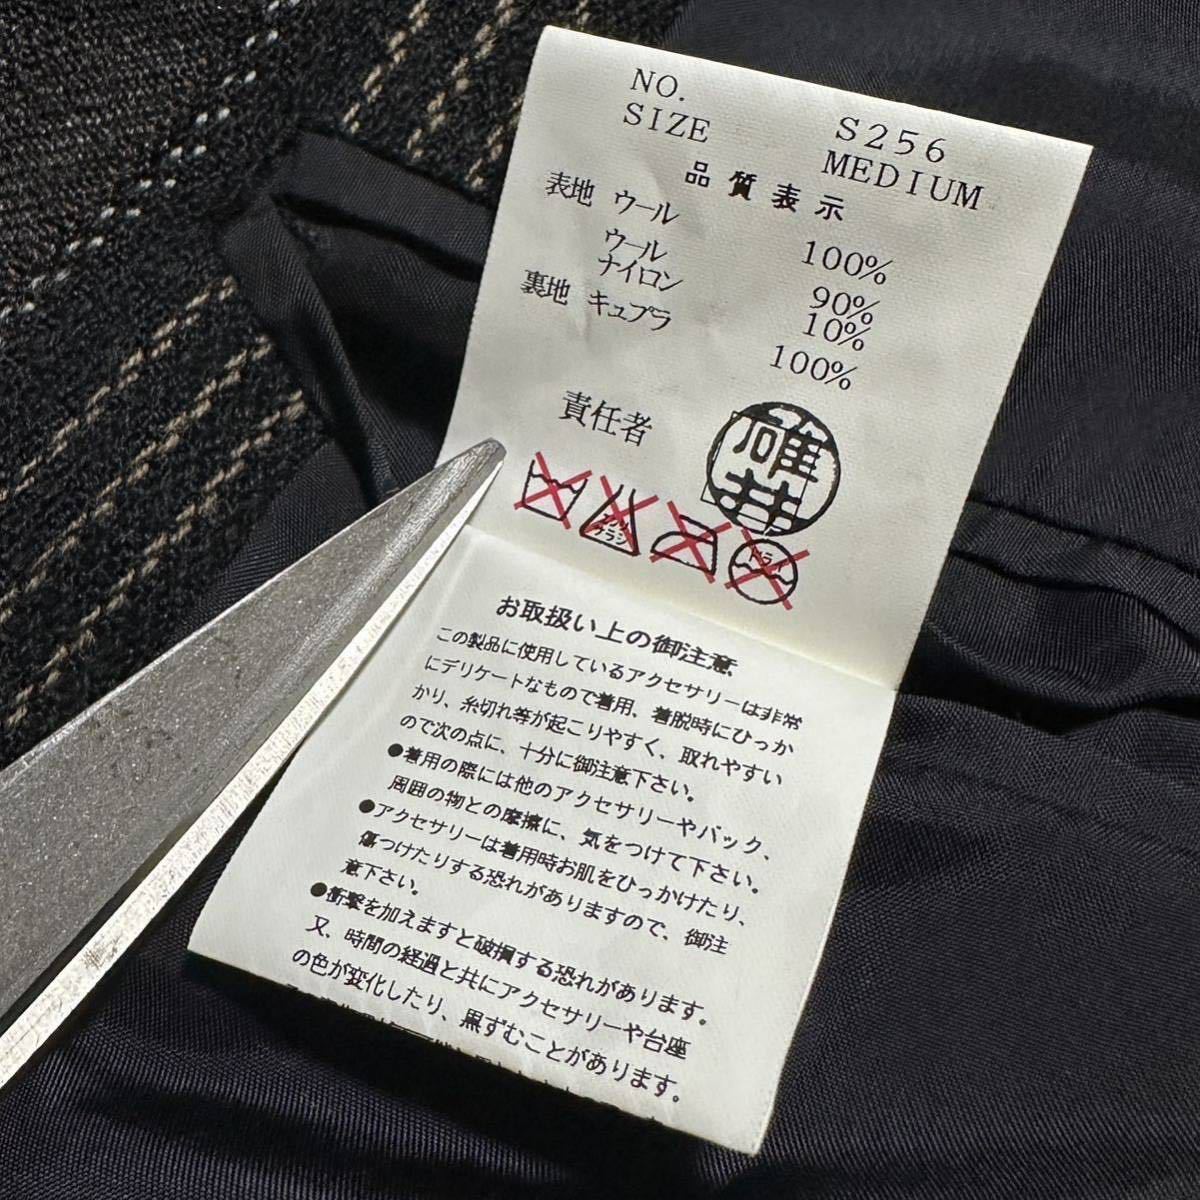 NO. S256
SIZE MEDIUM
品質表示
表地 ウール 100%
ウール 90%
ナイロン 10%
裏地 キュプラ 100%
責任者
エンソ
サラシ
ドライ
お取扱い上の御注意
この製品に使用しているアクセサリーは非常
にデリケートなもので着用、着脱時にひっか
かり、糸切れ等が起こりやすく、取れやすい
ので次の点に、十分に御注意下さい。
●着用の際には他のアクセサリーやバック、
周囲の物との摩擦に、気をつけて下さい。
●アクセサリーは着用時お肌をひっかけたり、
傷つけたりする恐れがありますので、御注
意下さい。
●衝撃を加えますと破損する恐れがあります。
又、時間の経過と共にアクセサリーや台座
の色が変化したり、黒ずむことがあります。